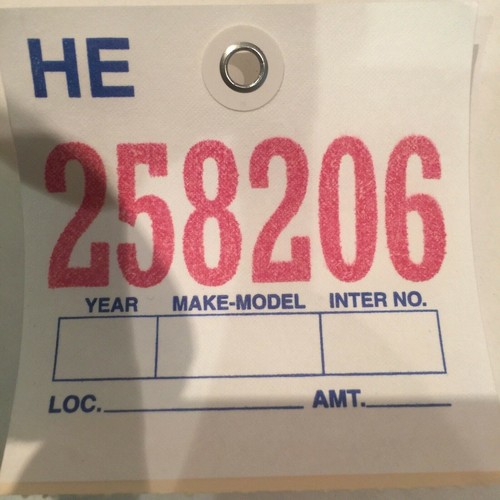 HE
258206
YEAR MAKE-MODEL INTER NO.
LOC. AMT.